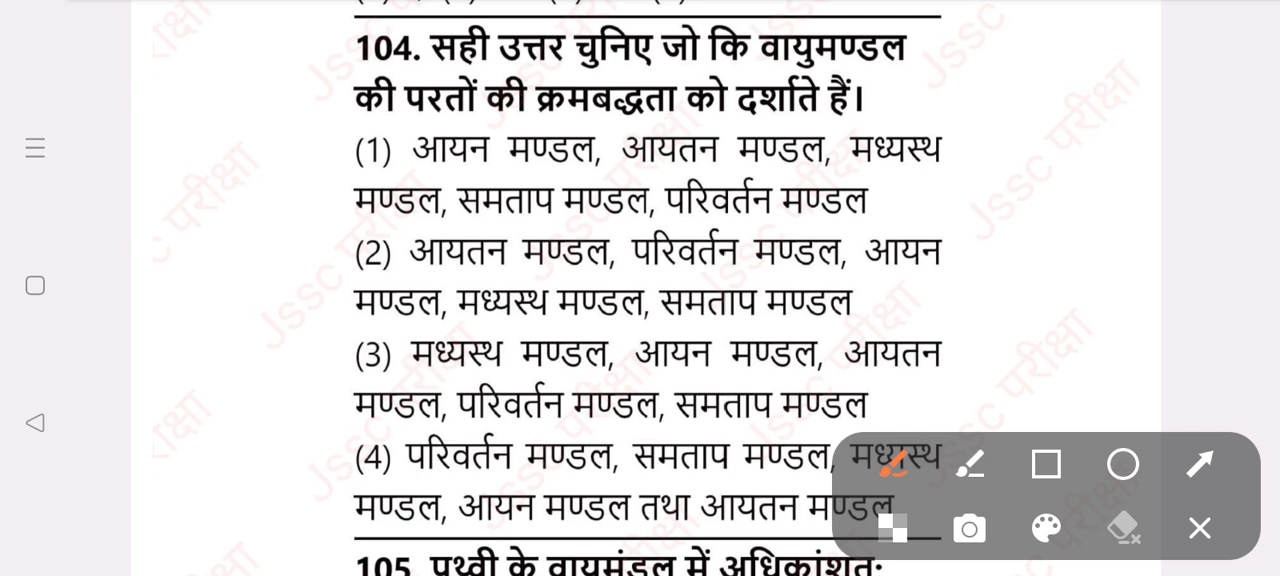 104. सही उत्तर चुनिए जो कि वायुमण्डल
की परतों की क्रमबद्धता को दर्शाते हैं।
(1) आयन मण्डल, आयतन मण्डल, मध्यस्थ
मण्डल, समताप मण्डल, परिवर्तन मण्डल
(2) आयतन मण्डल, परिवर्तन मण्डल, आयन
मण्डल, मध्यस्थ मण्डल, समताप मण्डल
(3) मध्यस्थ मण्डल, आयन मण्डल, आयतन
मण्डल, परिवर्तन मण्डल, समताप मण्डल
(4) परिवर्तन मण्डल, समताप मण्डल, मध्यस्थ
मण्डल, आयन मण्डल तथा आयतन मण्डल
105. पृथ्वी के वायुमंडल में अधिकांशतः
Jssc परीक्षा